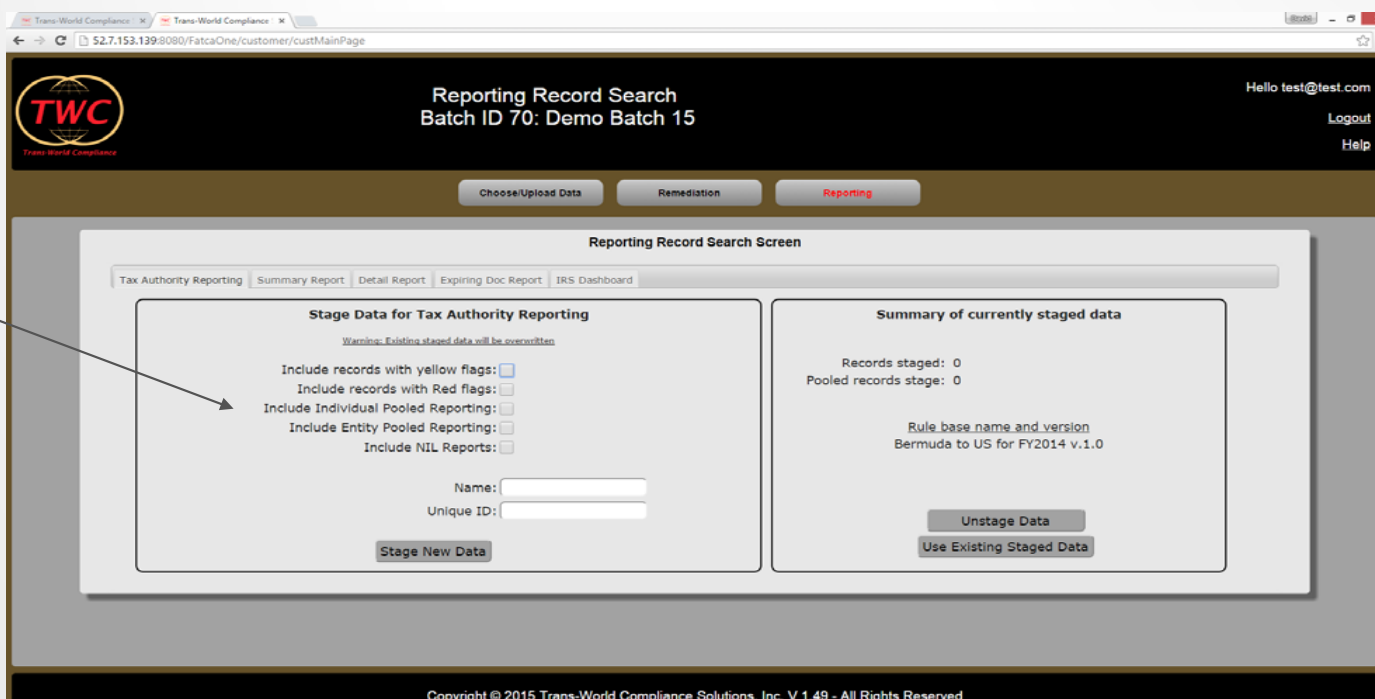 Trans-World Compliance
Trans-World Compliance
52.7.153.139:8080/FatcaOne/customer/custMainPage
TWC
Trans-World Compliance
Reporting Record Search
Batch ID 70: Demo Batch 15
Hello test@test.com
Logout
Help
Choose/Upload Data Remediation Reporting
Reporting Record Search Screen
Tax Authority Reporting Summary Report Detail Report Expiring Doc Report IRS Dashboard
Stage Data for Tax Authority Reporting
Warning: Existing staged data will be overwritten
Include records with yellow flags:
Include records with Red flags:
Include Individual Pooled Reporting:
Include Entity Pooled Reporting:
Include NIL Reports:
Name:
Unique ID:
Stage New Data
Summary of currently staged data
Records staged: 0
Pooled records stage: 0
Rule base name and version
Bermuda to US for FY2014 v.1.0
Unstage Data
Use Existing Staged Data
Copyright © 2015 Trans-World Compliance Solutions, Inc. V 1.49 - All Rights Reserved